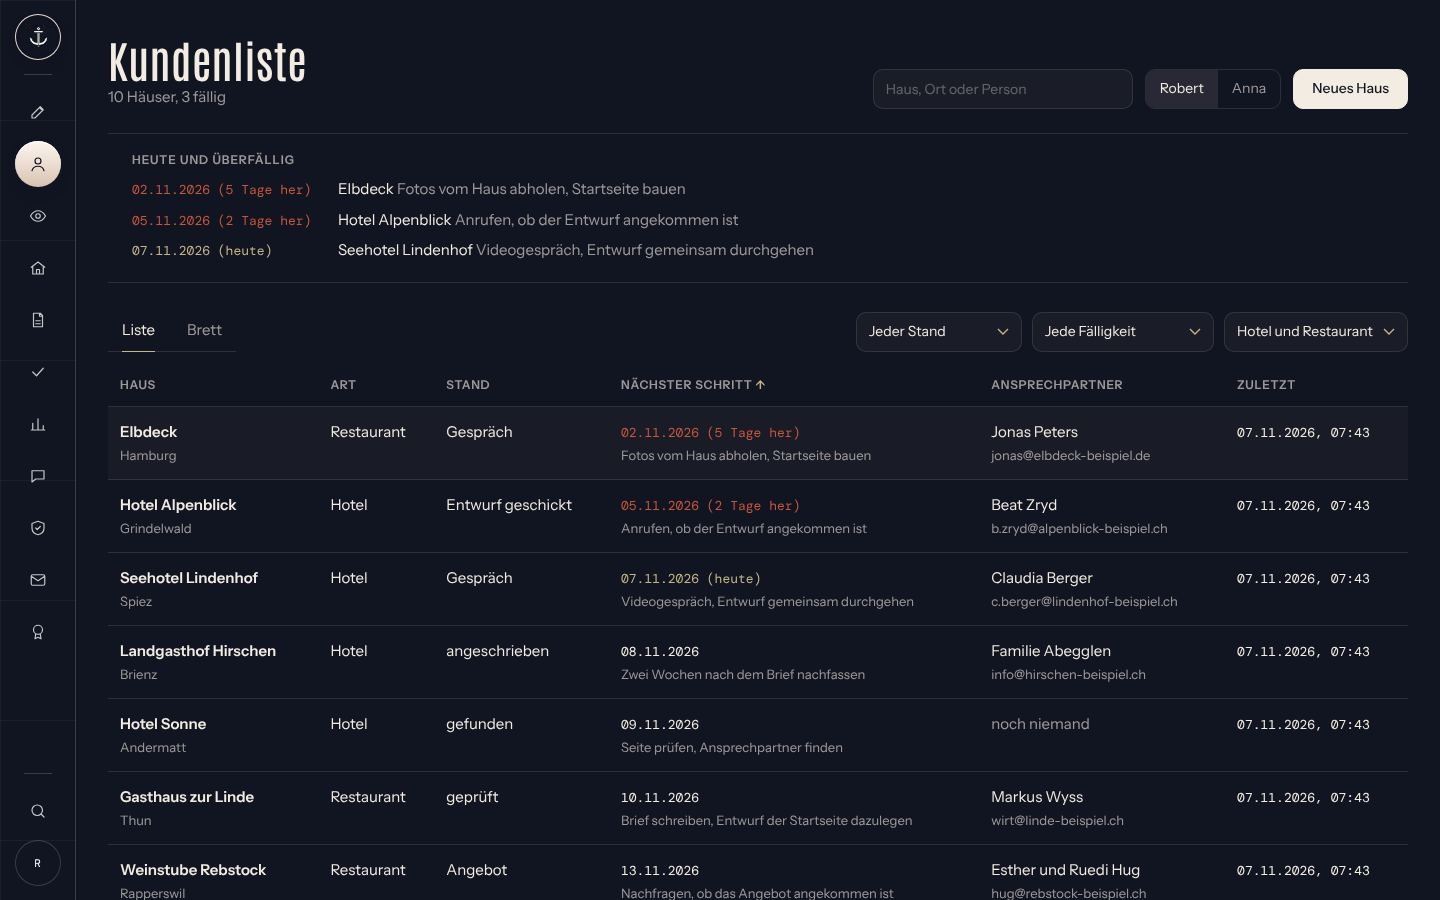 Kundenliste
10 Häuser, 3 fällig
Haus, Ort oder Person
Robert Anna
Neues Haus
HEUTE UND ÜBERFÄLLIG
02.11.2026 (5 Tage her) Elbdeck Fotos vom Haus abholen, Startseite bauen
05.11.2026 (2 Tage her) Hotel Alpenblick Anrufen, ob der Entwurf angekommen ist
07.11.2026 (heute) Seehotel Lindenhof Videogespräch, Entwurf gemeinsam durchgehen
Liste Brett
Jeder Stand Jede Fälligkeit Hotel und Restaurant
HAUS ART STAND NÄCHSTER SCHRITT ↑ ANSPRECHPARTNER ZULETZT
Elbdeck Restaurant Gespräch 02.11.2026 (5 Tage her) Jonas Peters 07.11.2026, 07:43
Hamburg Fotos vom Haus abholen, Startseite bauen jonas@elbdeck-beispiel.de
Hotel Alpenblick Hotel Entwurf geschickt 05.11.2026 (2 Tage her) Beat Zryd 07.11.2026, 07:43
Grindelwald Anrufen, ob der Entwurf angekommen ist b.zryd@alpenblick-beispiel.ch
Seehotel Lindenhof Hotel Gespräch 07.11.2026 (heute) Claudia Berger 07.11.2026, 07:43
Spiez Videogespräch, Entwurf gemeinsam durchgehen c.berger@lindenhof-beispiel.ch
Landgasthof Hirschen Hotel angeschrieben 08.11.2026 Familie Abegglen 07.11.2026, 07:43
Brienz Zwei Wochen nach dem Brief nachfassen info@hirschen-beispiel.ch
Hotel Sonne Hotel gefunden 09.11.2026 noch niemand 07.11.2026, 07:43
Andermatt Seite prüfen, Ansprechpartner finden
Gasthaus zur Linde Restaurant geprüft 10.11.2026 Markus Wyss 07.11.2026, 07:43
Thun Brief schreiben, Entwurf der Startseite dazulegen wirt@linde-beispiel.ch
Weinstube Rebstock Restaurant Angebot 13.11.2026 Esther und Ruedi Hug 07.11.2026, 07:43
Rapperswil Nachfragen, ob das Angebot angekommen ist hug@rebstock-beispiel.ch
R